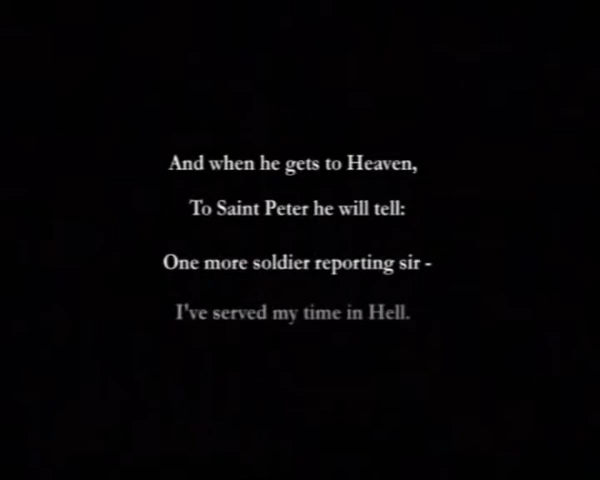 And when he gets to Heaven,
To Saint Peter he will tell:
One more soldier reporting sir -
I've served my time in Hell.